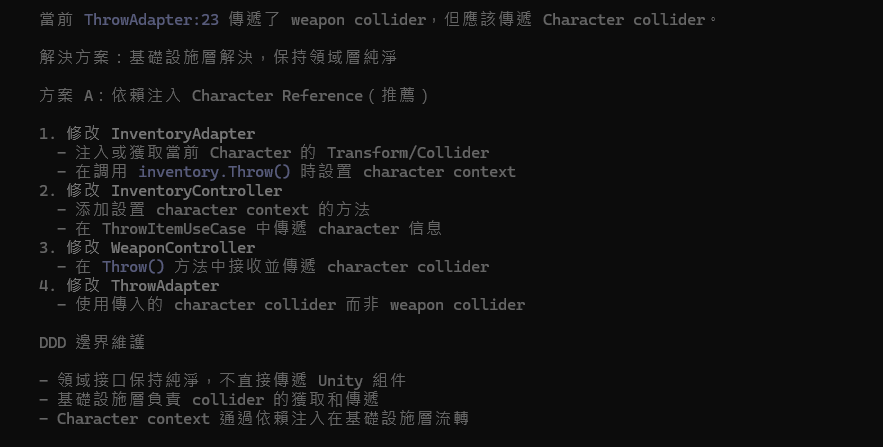 當前 ThrowAdapter:23 傳遞了 weapon collider，但應該傳遞 Character collider。
解決方案：基礎設施層解決，保持領域層純淨
方案 A：依賴注入 Character Reference（推薦）
1. 修改 InventoryAdapter
– 注入或獲取當前 Character 的 Transform/Collider
– 在調用 inventory.Throw() 時設置 character context
2. 修改 InventoryController
– 添加設置 character context 的方法
– 在 ThrowItemUseCase 中傳遞 character 信息
3. 修改 WeaponController
– 在 Throw() 方法中接收並傳遞 character collider
4. 修改 ThrowAdapter
– 使用傳入的 character collider 而非 weapon collider
DDD 邊界維護
– 領域接口保持純淨，不直接傳遞 Unity 組件
– 基礎設施層負責 collider 的獲取和傳遞
– Character context 通過依賴注入在基礎設施層流轉